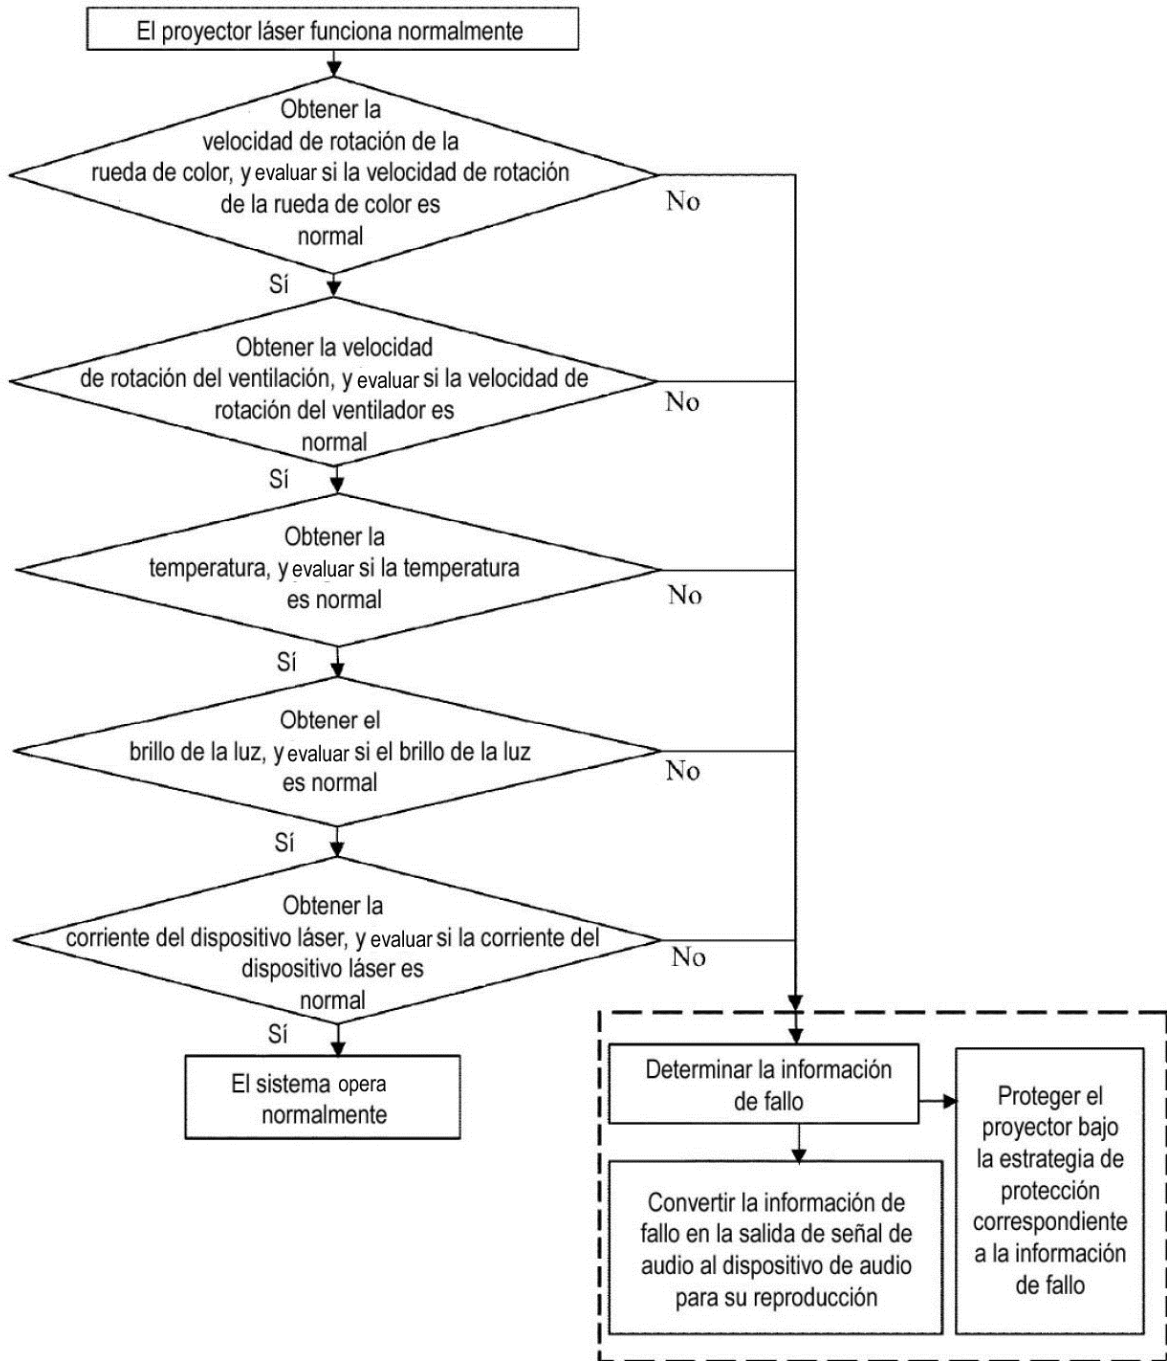 El proyector láser funciona normalmente
Obtener la
velocidad de rotación de la
rueda de color, y evaluar si la velocidad de rotación
de la rueda de color es
normal
No
Sí
Obtener la velocidad
de rotación del ventilación, y evaluar si la velocidad de
rotación del ventilador es
normal
No
Sí
Obtener la
temperatura, y evaluar si la temperatura
es normal
No
Sí
Obtener el
brillo de la luz, y evaluar si el brillo de la luz
es normal
No
Sí
Obtener la
corriente del dispositivo láser, y evaluar si la corriente del
dispositivo láser es
normal
No
Sí
El sistema opera
normalmente
Determinar la información
de fallo
Convertir la información de
fallo en la salida de señal de
audio al dispositivo de audio
para su reproducción
Proteger el
proyector bajo
la estrategia de
protección
correspondiente
a la información
de fallo